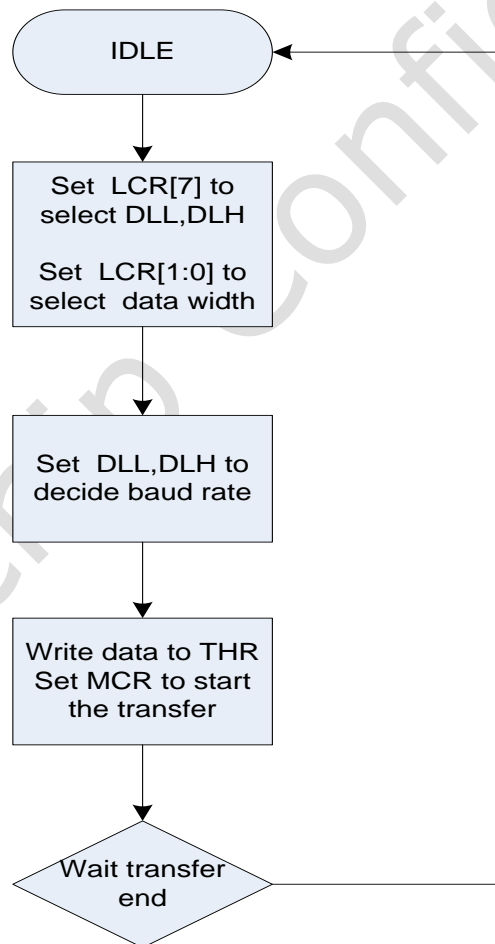 IDLE
Set LCR[7] to
select DLL,DLH
Set LCR[1:0] to
select data width
Set DLL,DLH to
decide baud rate
Write data to THR
Set MCR to start
the transfer
Wait transfer
end